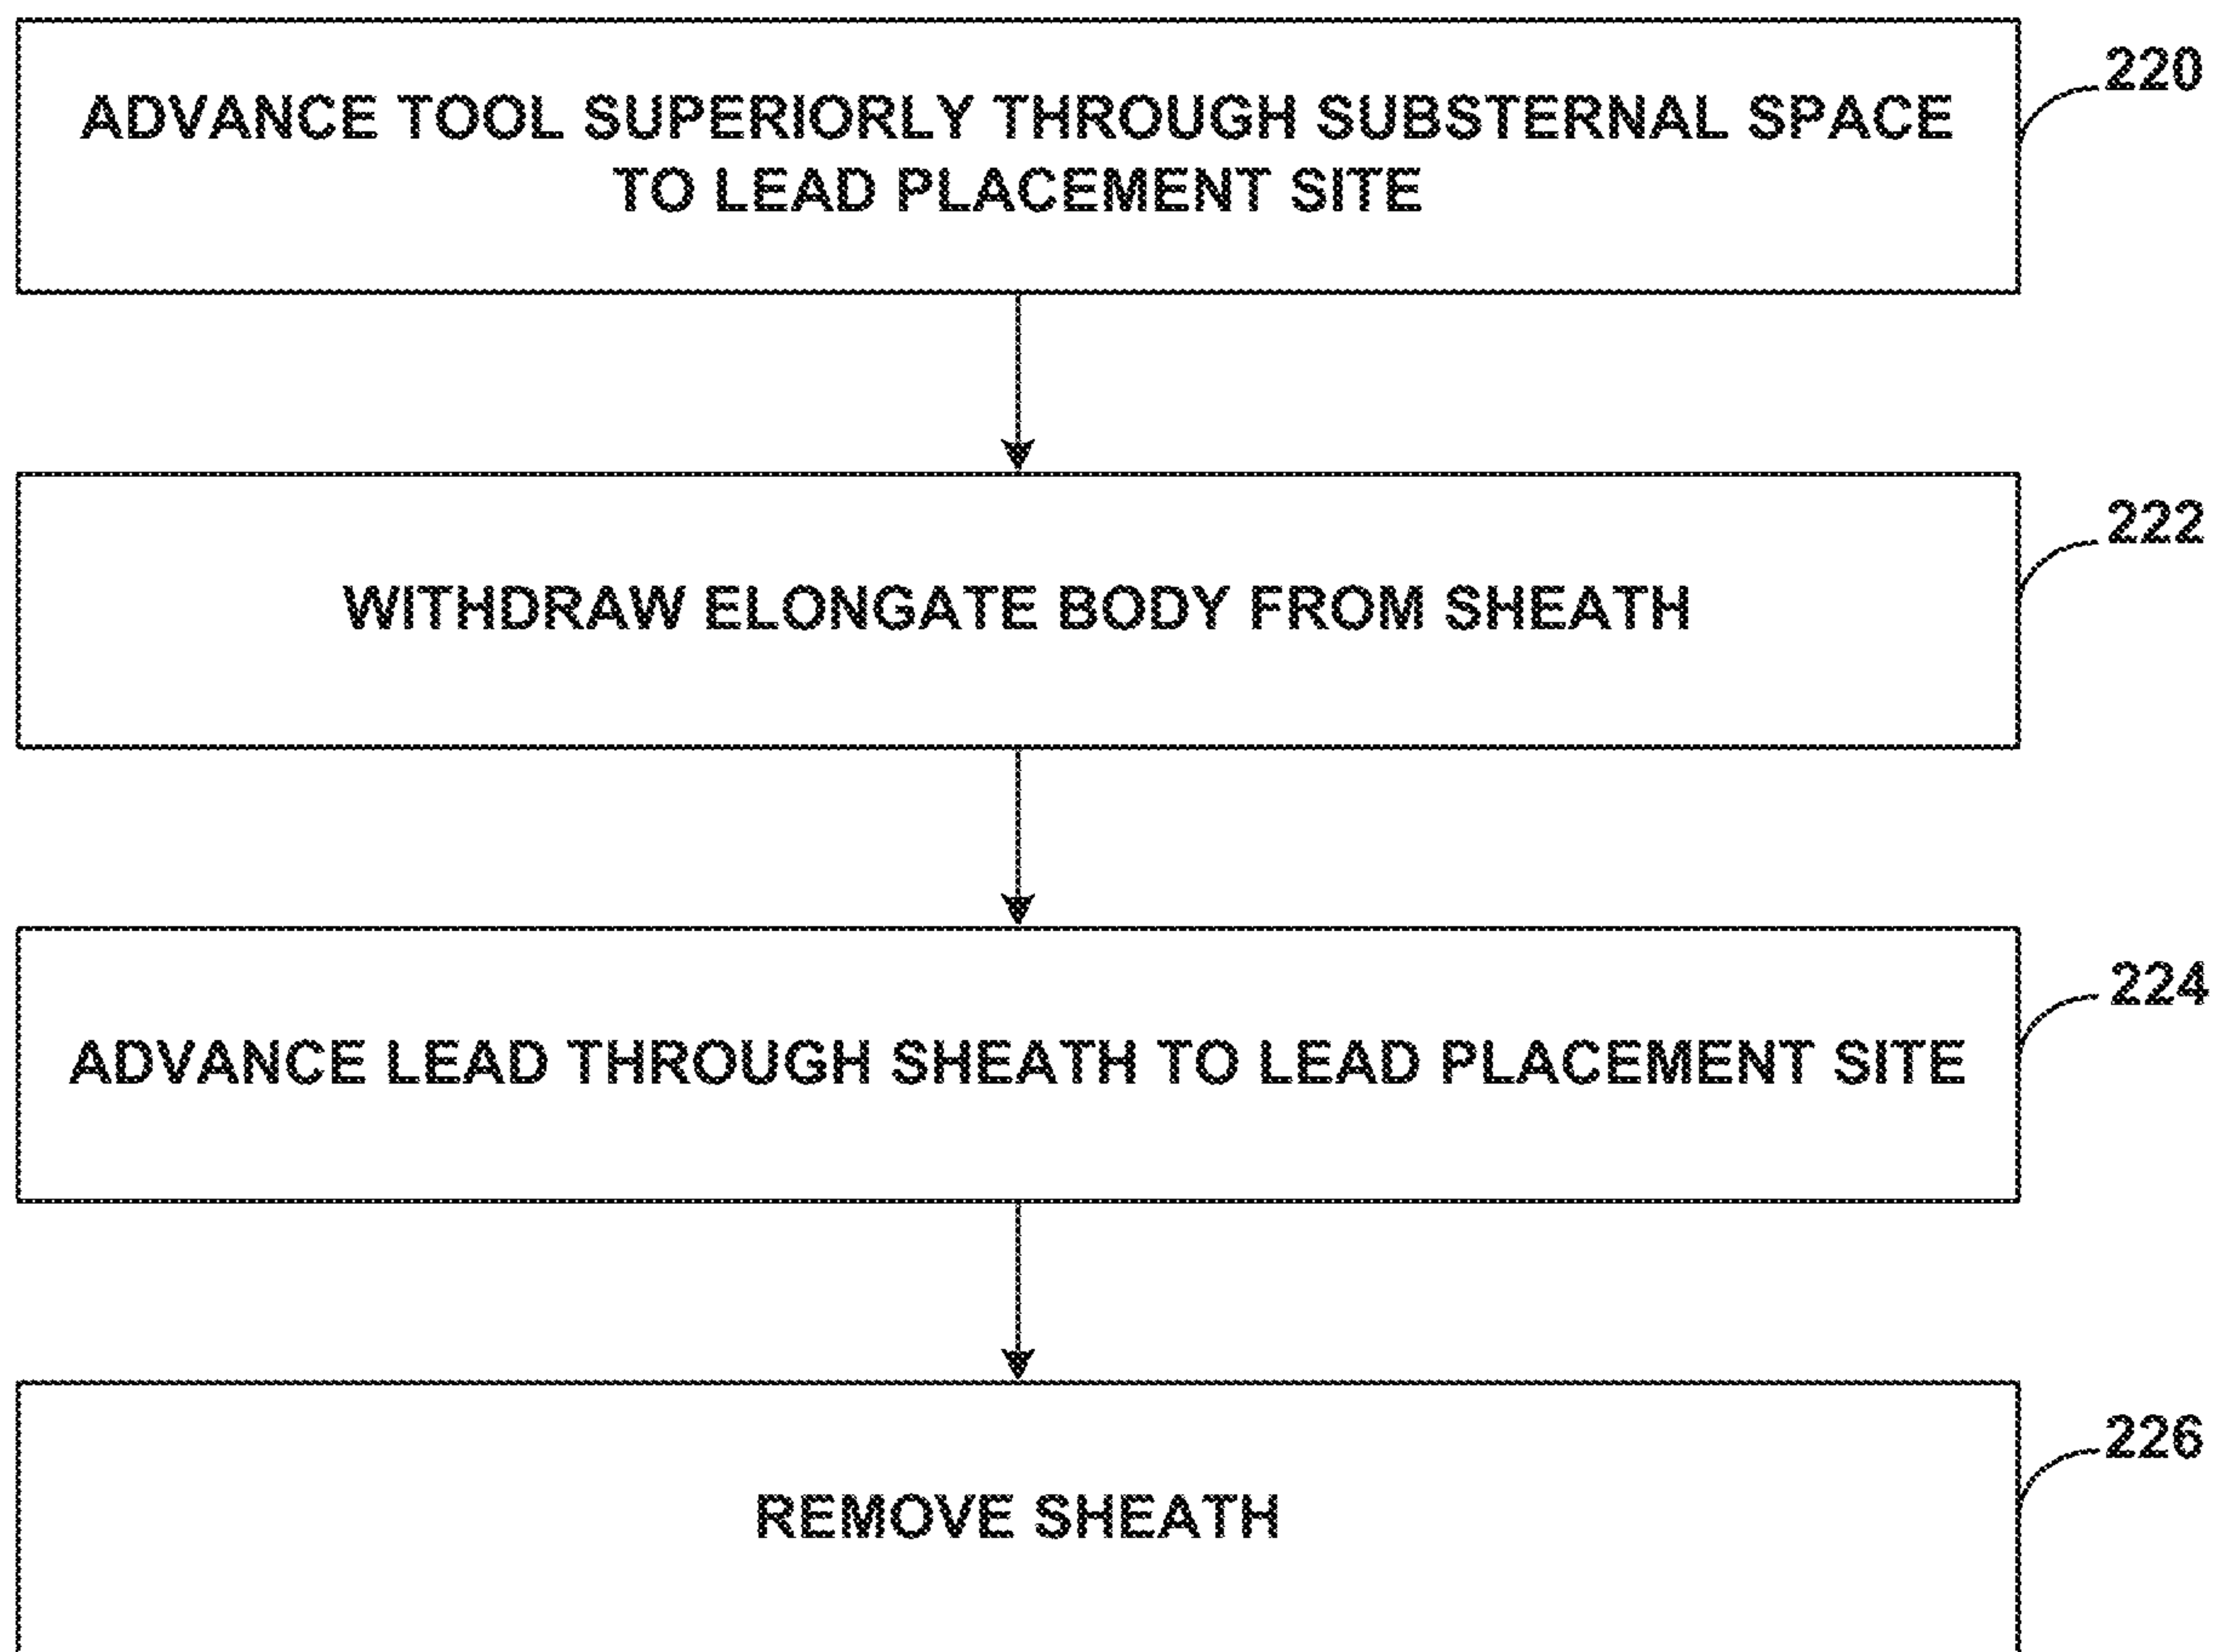 ADVANCE TOOL SUPERIORLY THROUGH SUBSTERNAL SPACE
TO LEAD PLACEMENT SITE
220
WITHDRAW ELONGATE BODY FROM SHEATH
222
ADVANCE LEAD THROUGH SHEATH TO LEAD PLACEMENT SITE
224
REMOVE SHEATH
226